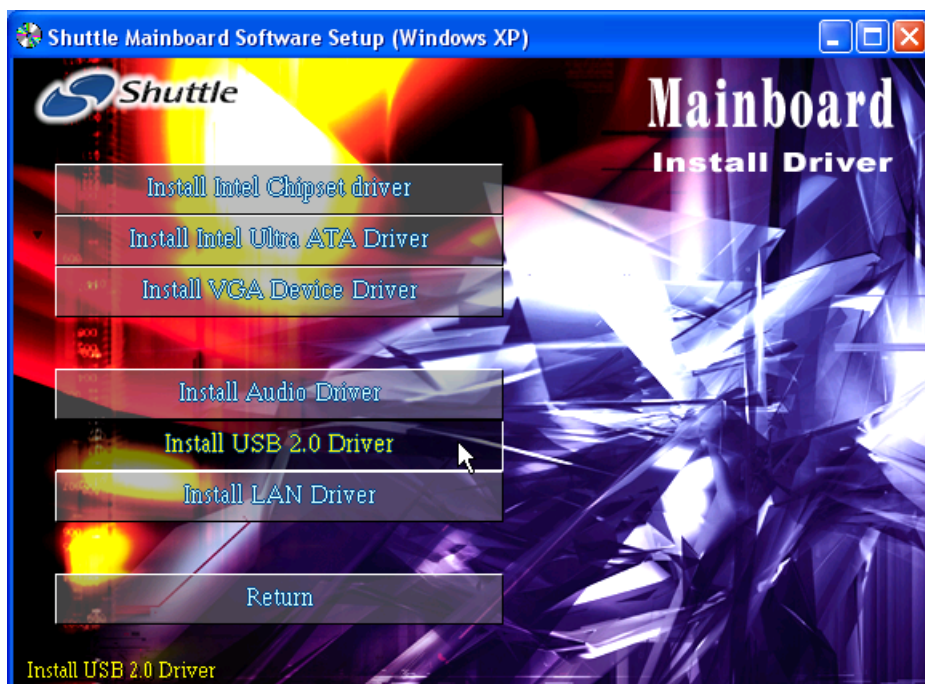 Shuttle Mainboard Software Setup (Windows XP)
Shuttle
Mainboard
Install Driver
Install Intel Chipset driver
Install Intel Ultra ATA Driver
Install VGA Device Driver
Install Audio Driver
Install USB 2.0 Driver
Install LAN Driver
Return
Install USB 2.0 Driver